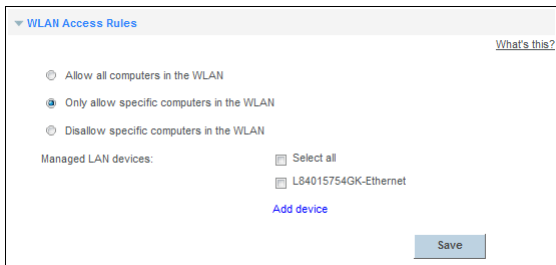 WLAN Access Rules
What's this?
Allow all computers in the WLAN
Only allow specific computers in the WLAN
Disallow specific computers in the WLAN
Managed LAN devices:
Select all
L84015754GK-Ethernet
Add device
Save